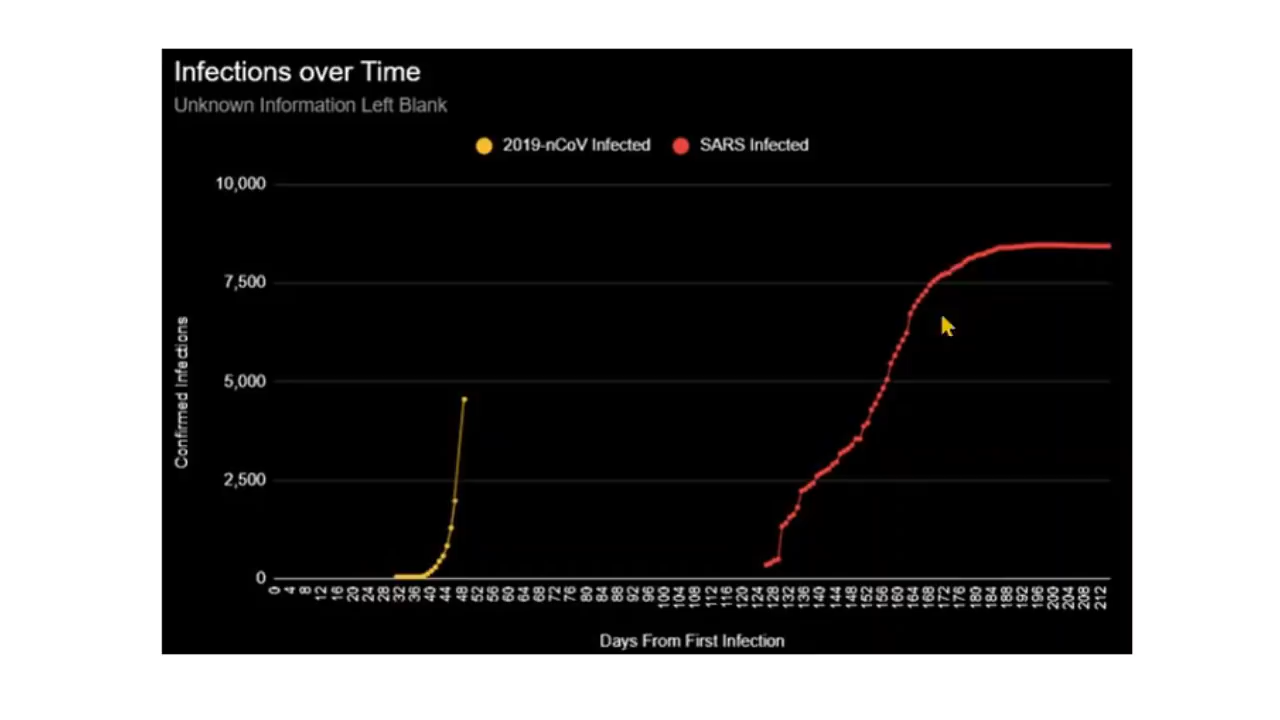 Infections over Time
Unknown Information Left Blank
2019-nCoV Infected SARS Infected
10,000
7,500
5,000
2,500
0
Confirmed Infections
0 4 8 12 16 20 24 28 32 36 40 44 48 52 56 60 64 68 72 76 80 84 88 92 96 100 104 108 112 116 120 124 128 132 136 140 144 148 152 156 160 164 168 172 176 180 184 188 192 196 200 204 208 212
Days From First Infection